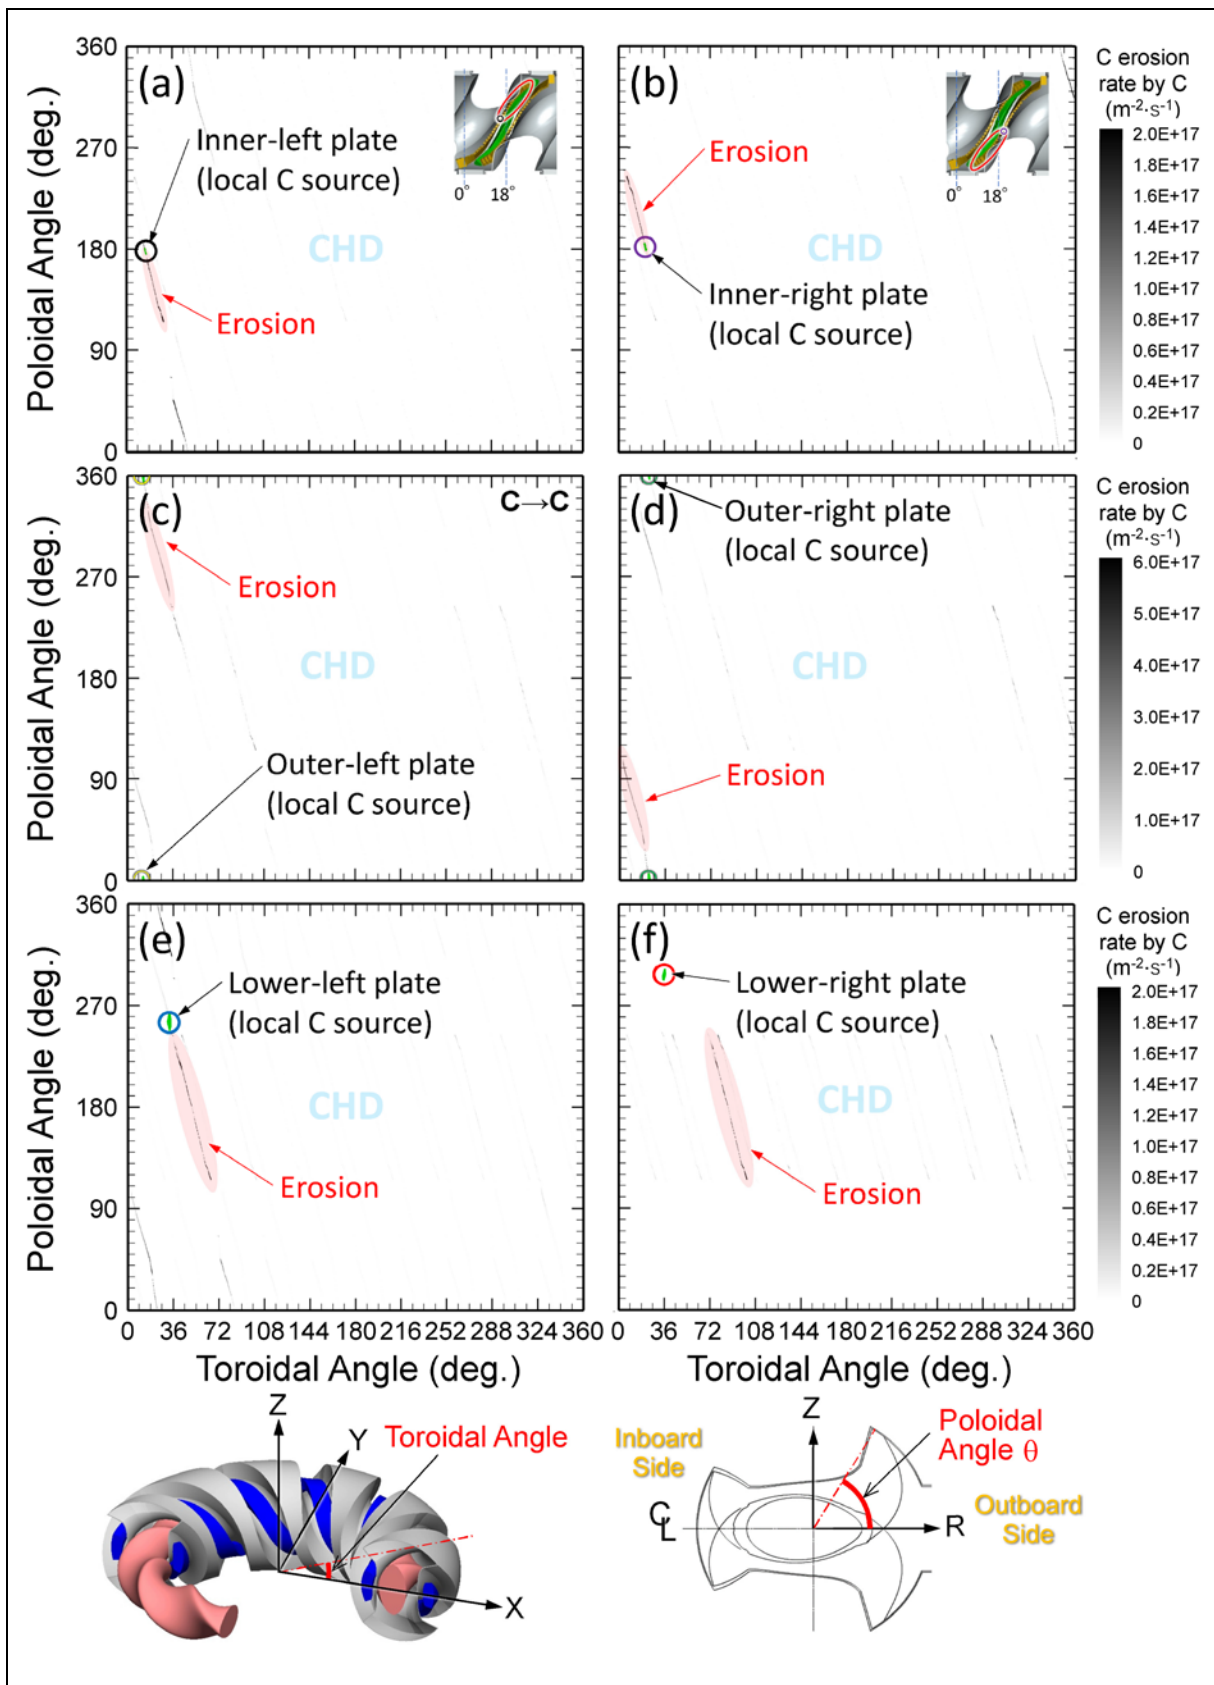 360
270
180
90
0
Poloidal Angle (deg.)
(a)
Inner-left plate
(local C source)
CHD
Erosion
0°
18°
(b)
Erosion
CHD
Inner-right plate
(local C source)
0°
18°
C erosion
rate by C
(m-2·s-1)
2.0E+17
1.8E+17
1.6E+17
1.4E+17
1.2E+17
1.0E+17
0.8E+17
0.6E+17
0.4E+17
0.2E+17
0
360
270
180
90
0
Poloidal Angle (deg.)
(c)
C→C
Erosion
CHD
Outer-left plate
(local C source)
(d)
Outer-right plate
(local C source)
CHD
Erosion
C erosion
rate by C
(m-2·s-1)
6.0E+17
5.0E+17
4.0E+17
3.0E+17
2.0E+17
1.0E+17
0
360
270
180
90
0
Poloidal Angle (deg.)
(e)
Lower-left plate
(local C source)
CHD
Erosion
(f)
Lower-right plate
(local C source)
CHD
Erosion
C erosion
rate by C
(m-2·s-1)
2.0E+17
1.8E+17
1.6E+17
1.4E+17
1.2E+17
1.0E+17
0.8E+17
0.6E+17
0.4E+17
0.2E+17
0
0 36 72 108 144 180 216 252 288 324 360
0 36 72 108 144 180 216 252 288 324 360
Toroidal Angle (deg.)
Toroidal Angle (deg.)
Z
Y
Toroidal Angle
X
Inboard
Side
Z
Poloidal
Angle θ
CL
R
Outboard
Side